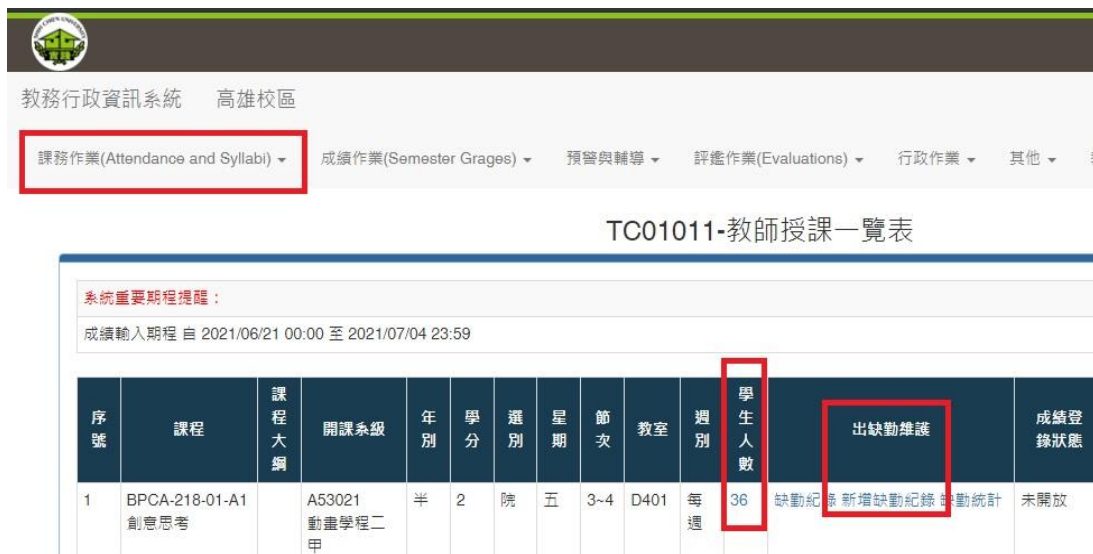 SHIH CHIEN UNIVERSITY
實踐
教務行政資訊系統 高雄校區
課務作業(Attendance and Syllabi) 成績作業(Semester Grages) 預警與輔導 評鑑作業(Evaluations) 行政作業 其他
TC01011-教師授課一覽表
系統重要期程提醒：
成績輸入期程 自 2021/06/21 00:00 至 2021/07/04 23:59
序號 課程 課程大綱 開課系級 年別 學分 選別 星期 節次 教室 週別 學生人數 出缺勤維護 成績登錄狀態
1 BPCA-218-01-A1 創意思考 A53021 動畫學程二甲 半 2 院 五 3~4 D401 每週 36 缺勤紀錄 新增缺勤紀錄 缺勤統計 未開放